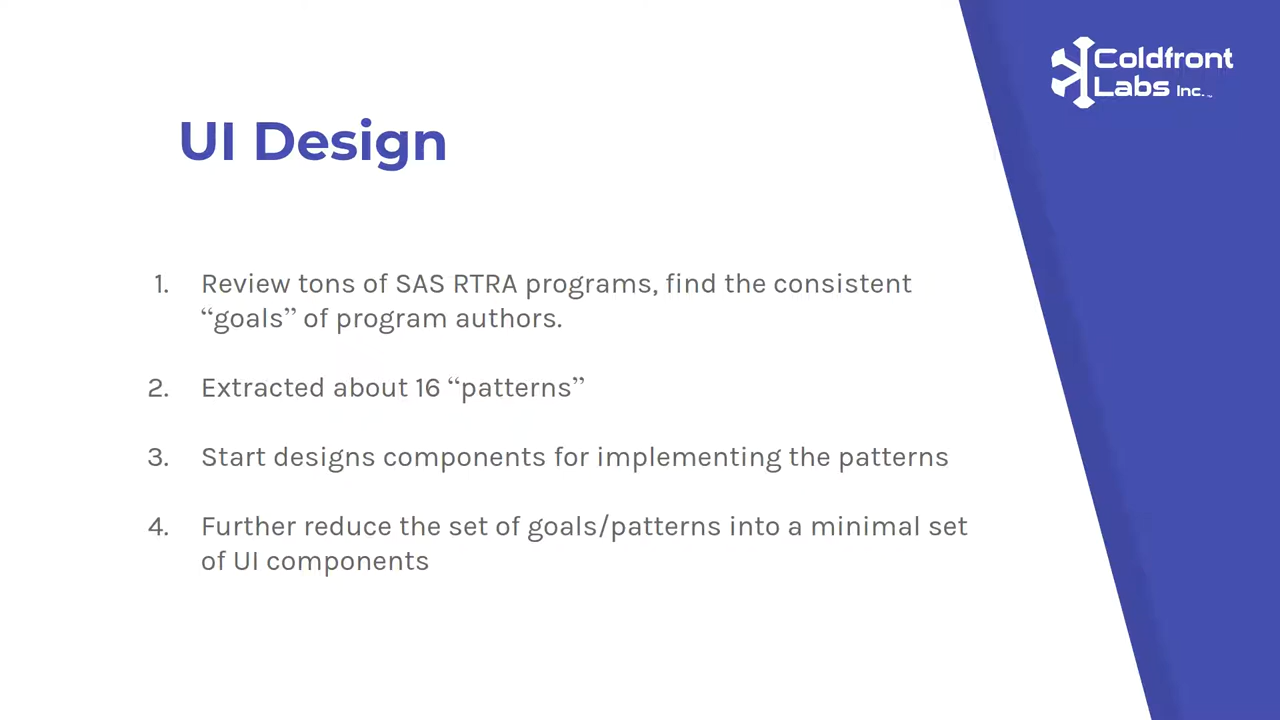 Coldfront
Labs Inc.™
UI Design
1. Review tons of SAS RTRA programs, find the consistent
“goals” of program authors.
2. Extracted about 16 “patterns”
3. Start designs components for implementing the patterns
4. Further reduce the set of goals/patterns into a minimal set
of UI components